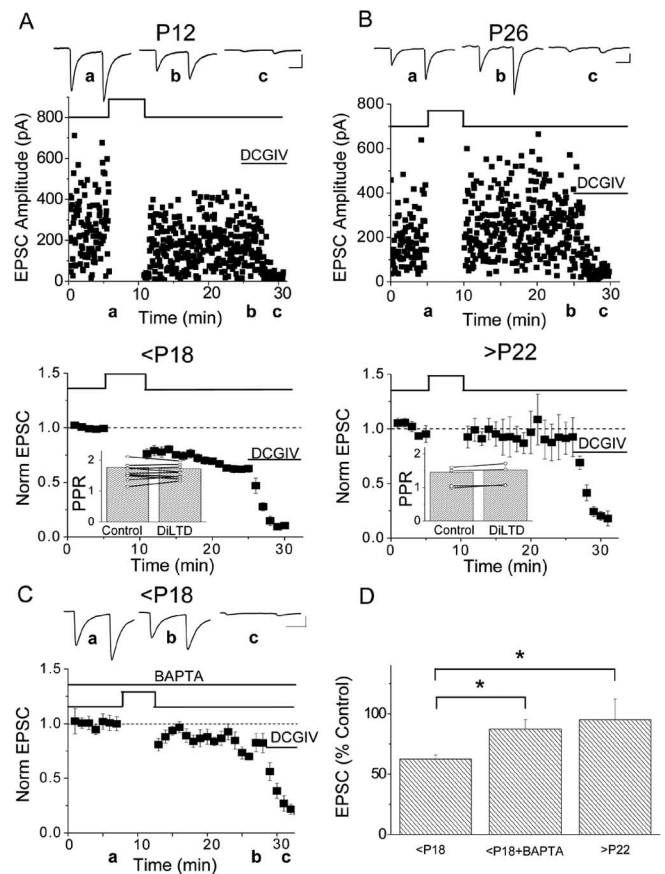 A
P12
a
b
c
EPSC Amplitude (pA)
800
600
400
200
0
DCGIV
0 10 20 30
a Time (min) b c
B
P26
a
b
c
EPSC Amplitude (pA)
800
600
400
200
0
DCGIV
0 10 20 30
a Time (min) b c
<P18
Norm EPSC
1.5
1.0
0.5
0.0
DCGIV
PPR
2
1
0
Control DiLTD
0 10 20 30
Time (min)
>P22
Norm EPSC
1.5
1.0
0.5
0.0
DCGIV
PPR
2
1
0
Control DiLTD
0 10 20 30
Time (min)
C
<P18
a
b
c
Norm EPSC
1.5
1.0
0.5
0.0
BAPTA
DCGIV
0 10 20 30
a Time (min) b c
D
EPSC (% Control)
100
50
0
*
*
<P18 <P18+BAPTA >P22